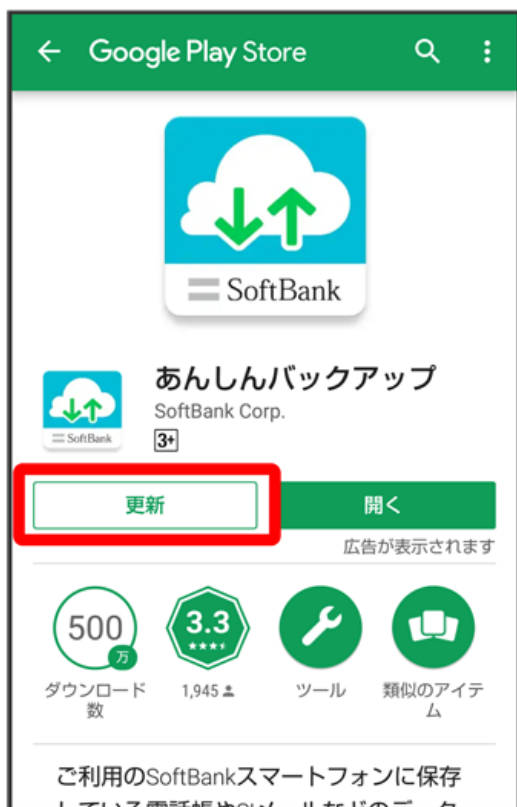 Google Play Store
SoftBank
あんしんバックアップ
SoftBank Corp.
SoftBank
3+
更新
開く
広告が表示されます
500
万
3.3
ダウンロード
数
1,945
ツール
類似のアイテ
ム
ご利用のSoftBankスマートフォンに保存